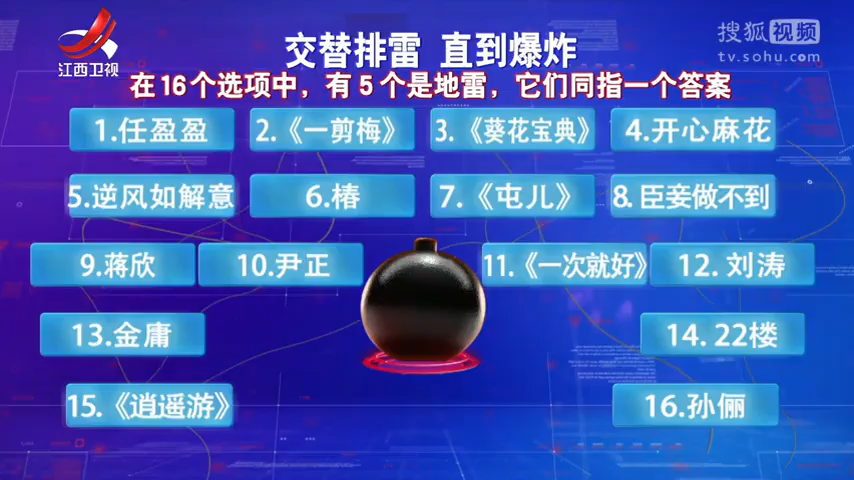 搜狐视频
tv.sohu.com
江西卫视
交替排雷 直到爆炸
在16个选项中，有5个是地雷，它们同指一个答案
1.任盈盈
2.《一剪梅》
3.《葵花宝典》
4.开心麻花
5.逆风如解意
6.椿
7.《屯儿》
8.臣妾做不到
9.蒋欣
10.尹正
11.《一次就好》
12.刘涛
13.金庸
14.22楼
15.《逍遥游》
16.孙俪